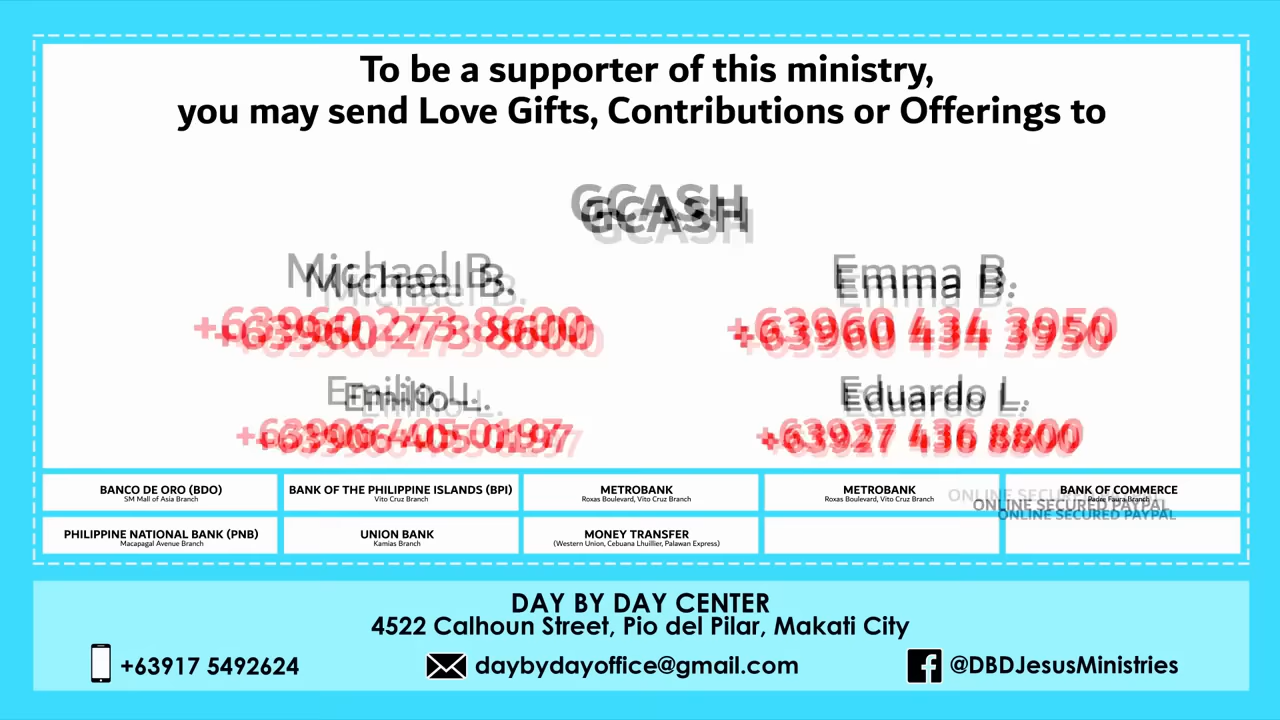 To be a supporter of this ministry,
you may send Love Gifts, Contributions or Offerings to
GCASH
Michael B.
+63960 273 8600
Emma B.
+63960 434 3950
Emilio L.
+63906 405 0197
Eduardo L.
+63927 436 8800
BANCO DE ORO (BDO)
SM Mall of Asia Branch
BANK OF THE PHILIPPINE ISLANDS (BPI)
Vito Cruz Branch
METROBANK
Roxas Boulevard, Vito Cruz Branch
METROBANK
Roxas Boulevard, Vito Cruz Branch
BANK OF COMMERCE
Padre Faura Branch
ONLINE SECURED PAYPAL
PHILIPPINE NATIONAL BANK (PNB)
Macapagal Avenue Branch
UNION BANK
Kamias Branch
MONEY TRANSFER
(Western Union, Cebuana Lhuillier, Palawan Express)
DAY BY DAY CENTER
4522 Calhoun Street, Pio del Pilar, Makati City
+63917 5492624
daybydayoffice@gmail.com
@DBDJesusMinistries